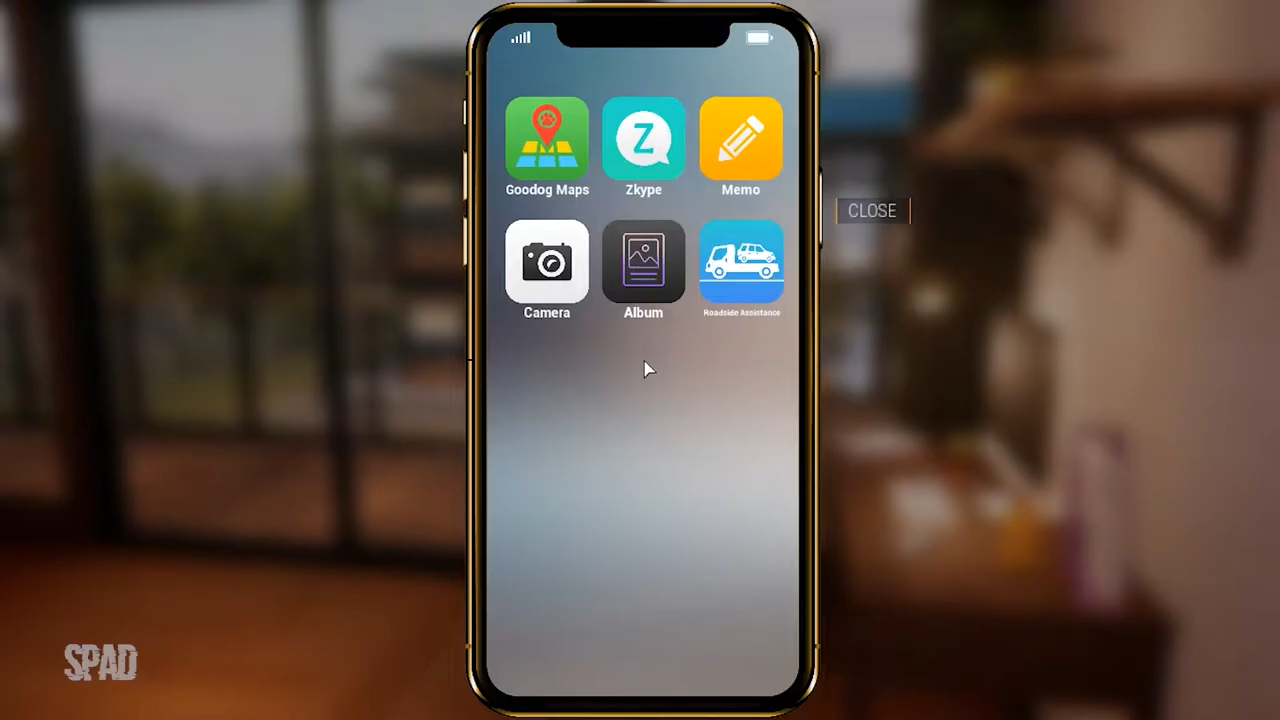 Goodog Maps
Z
Zkype
Memo
CLOSE
Camera
Album
Roadside Assistance
SPAD